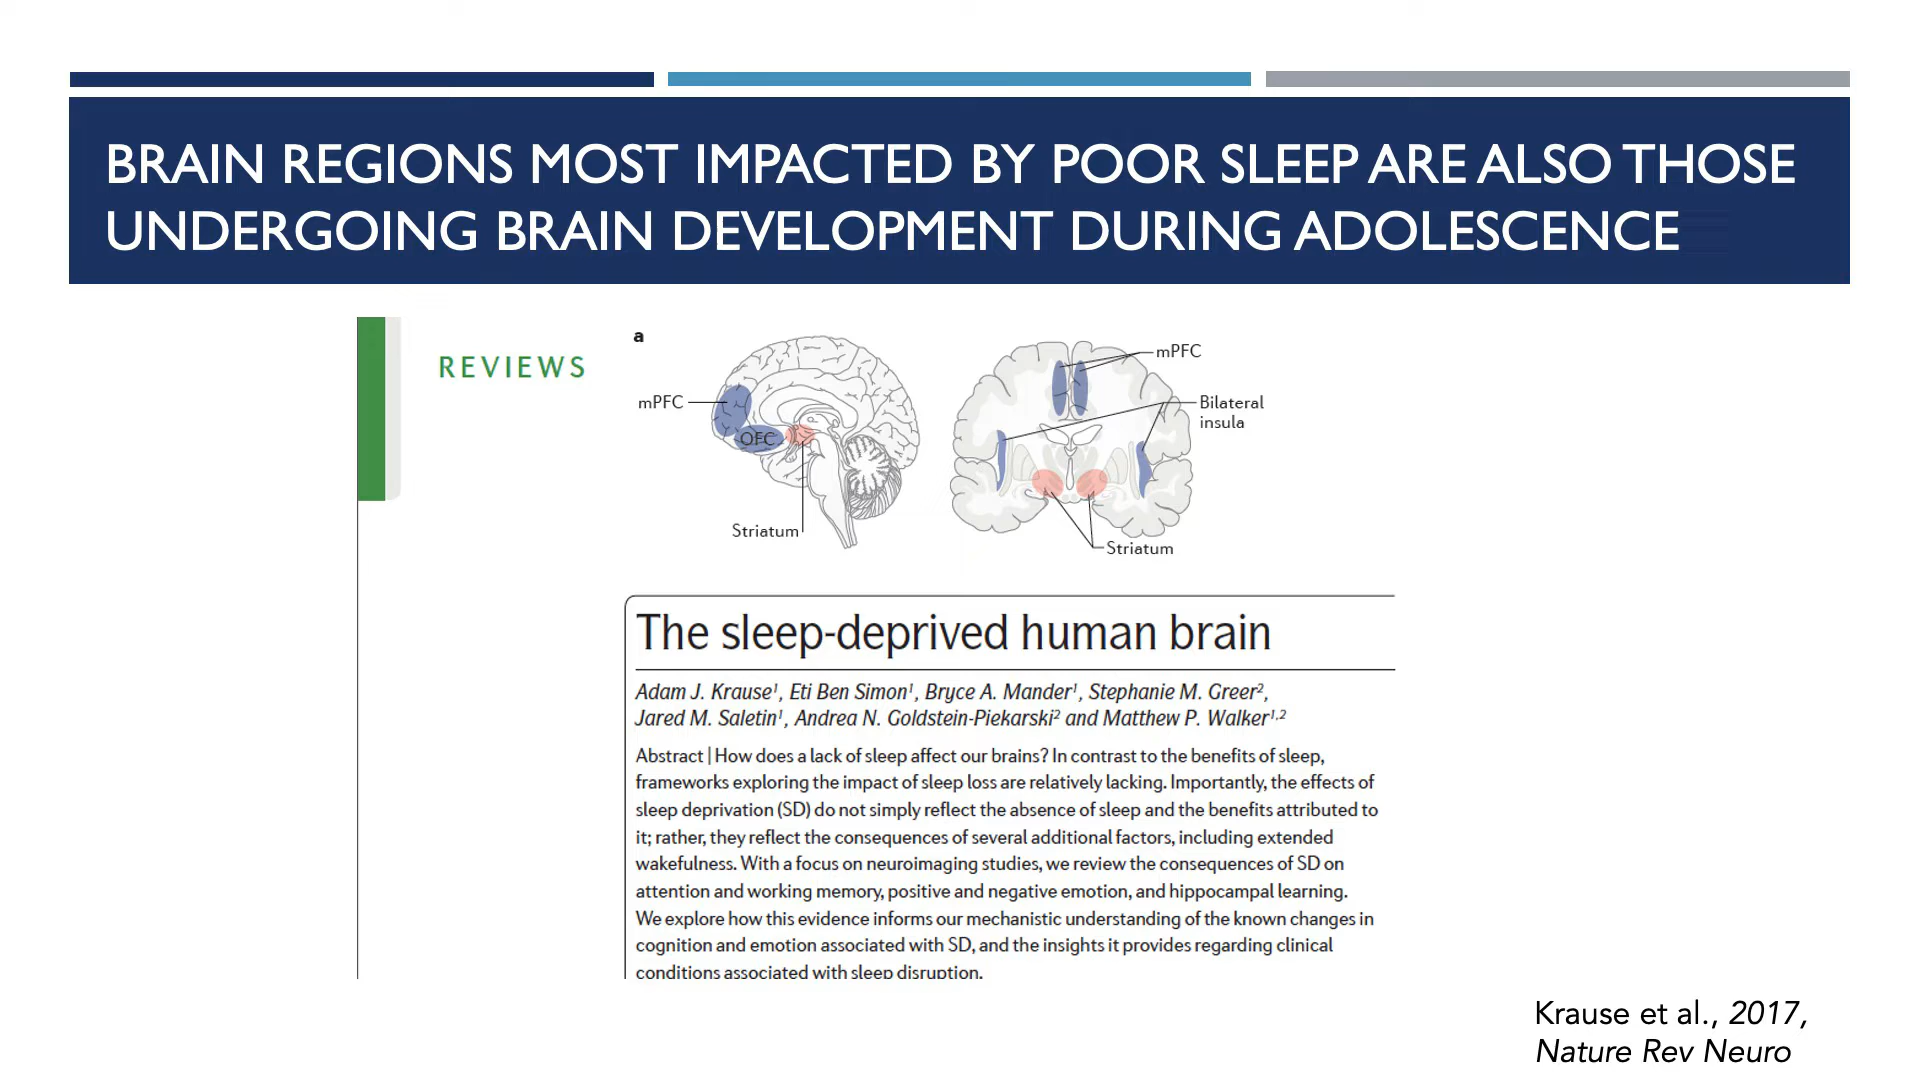 BRAIN REGIONS MOST IMPACTED BY POOR SLEEP ARE ALSO THOSE
UNDERGOING BRAIN DEVELOPMENT DURING ADOLESCENCE
REVIEWS
a
mPFC
OFC
Striatum
mPFC
Bilateral
insula
Striatum
The sleep-deprived human brain
Adam J. Krause¹, Eti Ben Simon¹, Bryce A. Mander¹, Stephanie M. Greer²,
Jared M. Saletin¹, Andrea N. Goldstein-Piekarski² and Matthew P. Walker¹,²
Abstract | How does a lack of sleep affect our brains? In contrast to the benefits of sleep,
frameworks exploring the impact of sleep loss are relatively lacking. Importantly, the effects of
sleep deprivation (SD) do not simply reflect the absence of sleep and the benefits attributed to
it; rather, they reflect the consequences of several additional factors, including extended
wakefulness. With a focus on neuroimaging studies, we review the consequences of SD on
attention and working memory, positive and negative emotion, and hippocampal learning.
We explore how this evidence informs our mechanistic understanding of the known changes in
cognition and emotion associated with SD, and the insights it provides regarding clinical
conditions associated with sleep disruption.
Krause et al., 2017,
Nature Rev Neuro